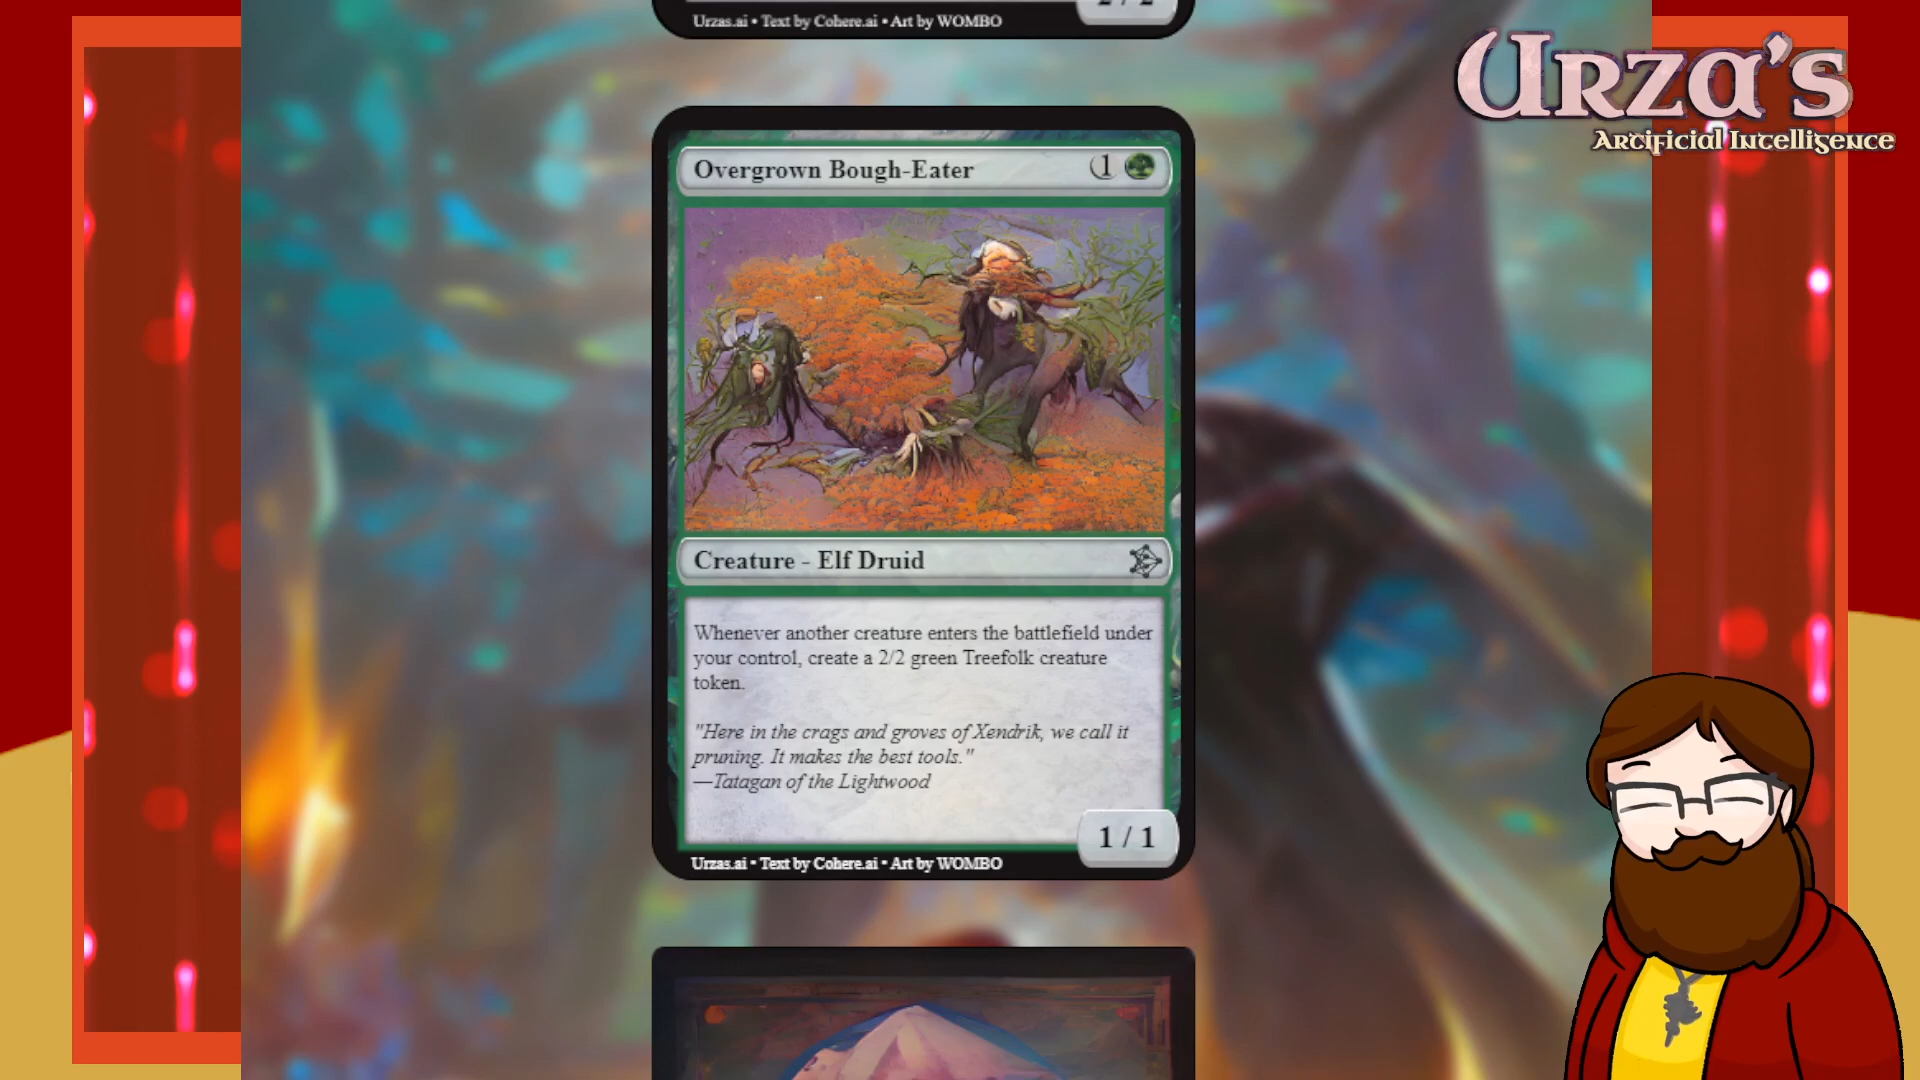 2 / 2
Urzas.ai • Text by Cohere.ai • Art by WOMBO
Urza's
Artificial Intelligence
Overgrown Bough-Eater
1
Creature - Elf Druid
Whenever another creature enters the battlefield under
your control, create a 2/2 green Treefolk creature
token.
"Here in the crags and groves of Xendrik, we call it
pruning. It makes the best tools."
—Tatagan of the Lightwood
1 / 1
Urzas.ai • Text by Cohere.ai • Art by WOMBO